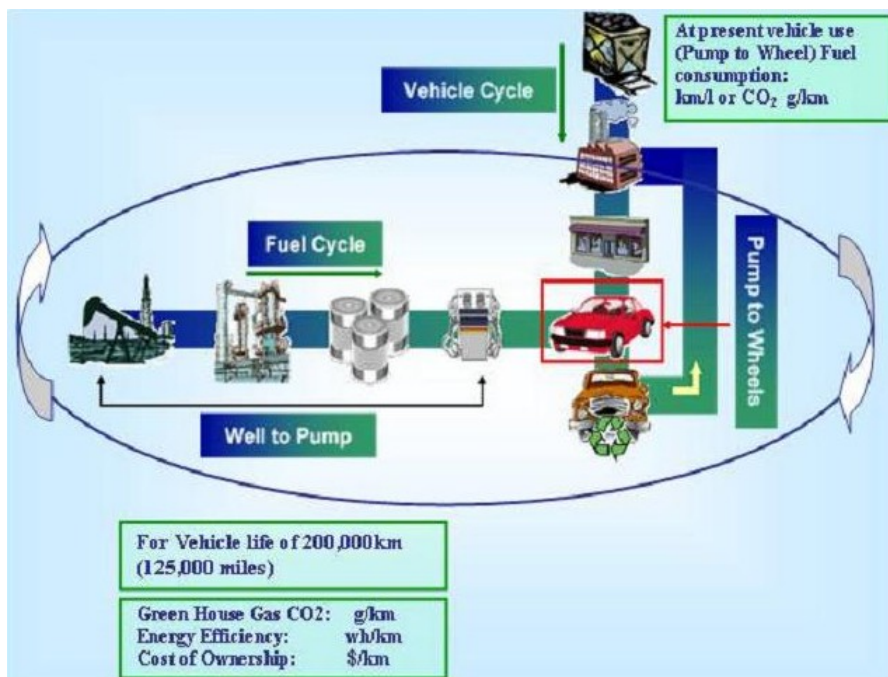 At present vehicle use
(Pump to Wheel) Fuel
consumption:
km/l or CO₂ g/km
Vehicle Cycle
Fuel Cycle
Pump to Wheels
Well to Pump
For Vehicle life of 200,000km
(125,000 miles)
Green House Gas CO2: g/km
Energy Efficiency: wh/km
Cost of Ownership: $/km